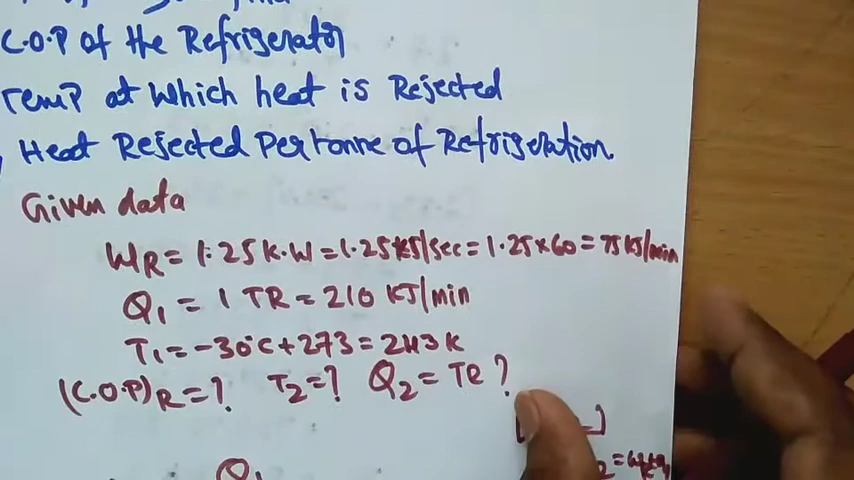 C.O.P of the Refrigerator
Temp at which heat is Rejected
Heat Rejected Per tonne of Refrigeration.
Given data
WR = 1.25 K.W = 1.25 KJ/sec = 1.25 x 60 = 75 KJ/min
Q1 = 1 TR = 210 KJ/min
T1 = -30°C + 273 = 243 K
(C.O.P)R = ? T2 = ? Q2 = TR ?
Q1